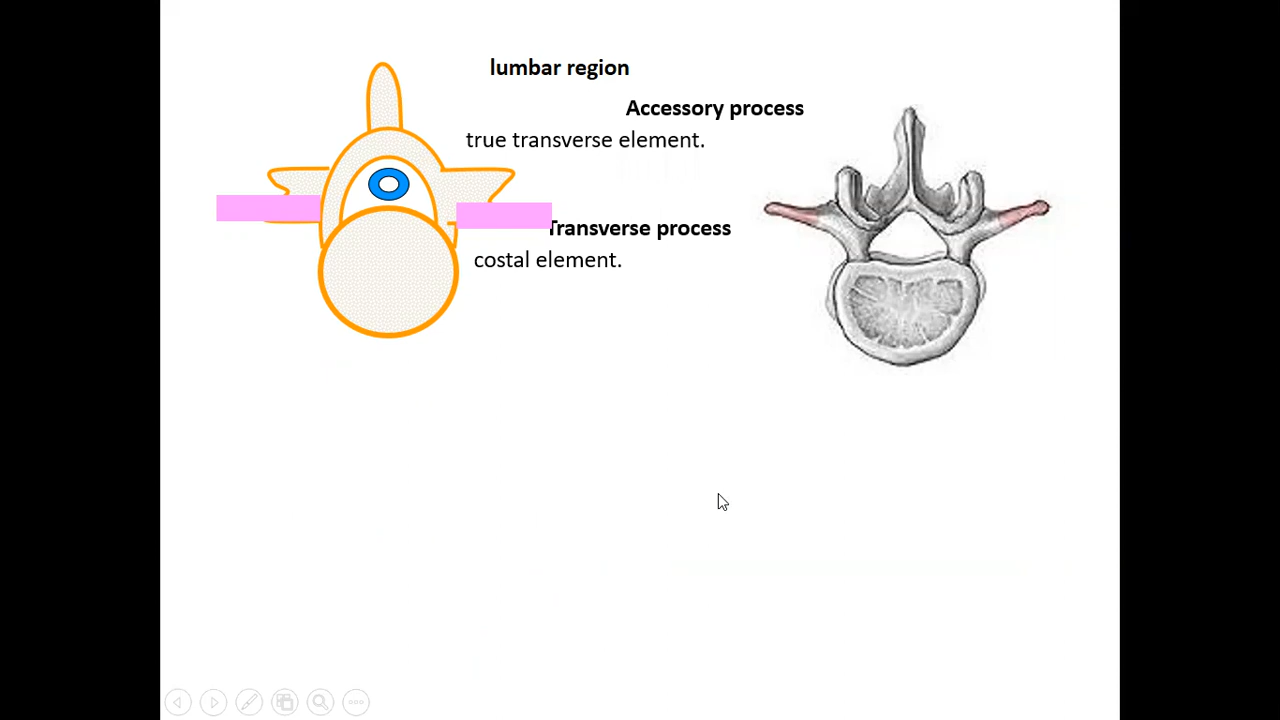 lumbar region
Accessory process
true transverse element.
Transverse process
costal element.